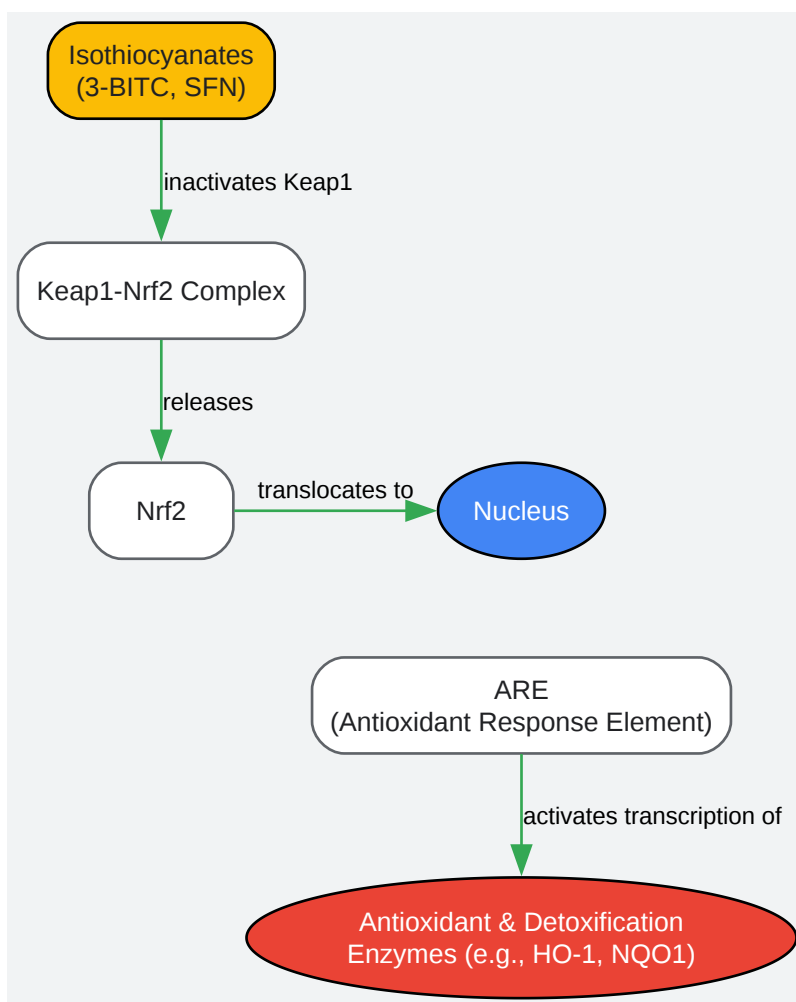 Isothiocyanates
(3-BITC, SFN)
inactivates Keap1
Keap1-Nrf2 Complex
releases
Nrf2
translocates to
Nucleus
ARE
(Antioxidant Response Element)
activates transcription of
Antioxidant & Detoxification
Enzymes (e.g., HO-1, NQO1)